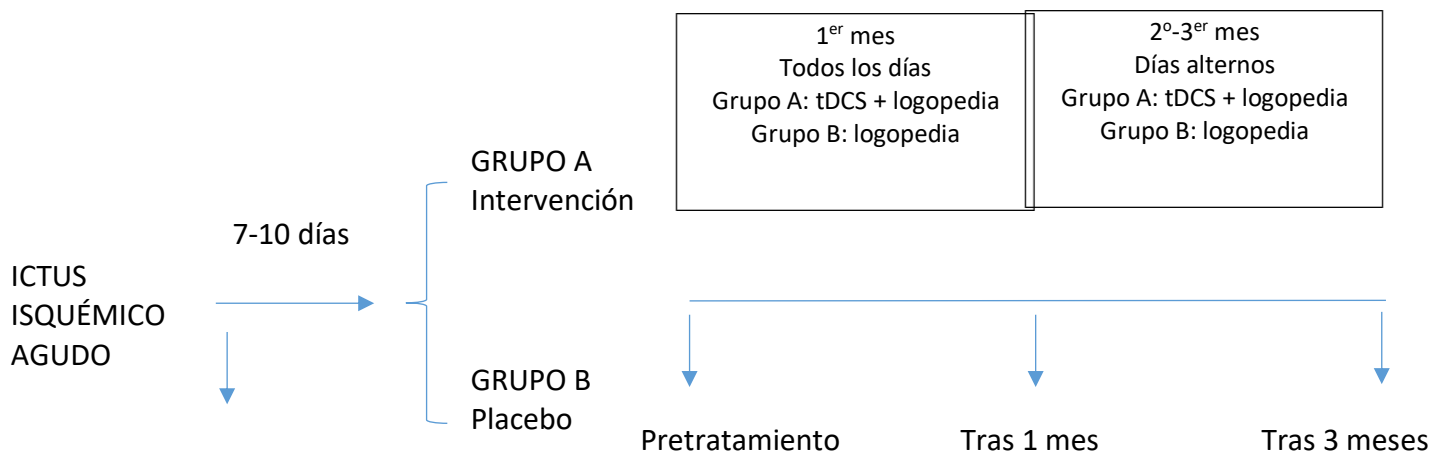 1er mes
Todos los días
Grupo A: tDCS + logopedia
Grupo B: logopedia
2º-3er mes
Días alternos
Grupo A: tDCS + logopedia
Grupo B: logopedia
GRUPO A
Intervención
7-10 días
ICTUS
ISQUÉMICO
AGUDO
GRUPO B
Placebo
Pretratamiento
Tras 1 mes
Tras 3 meses